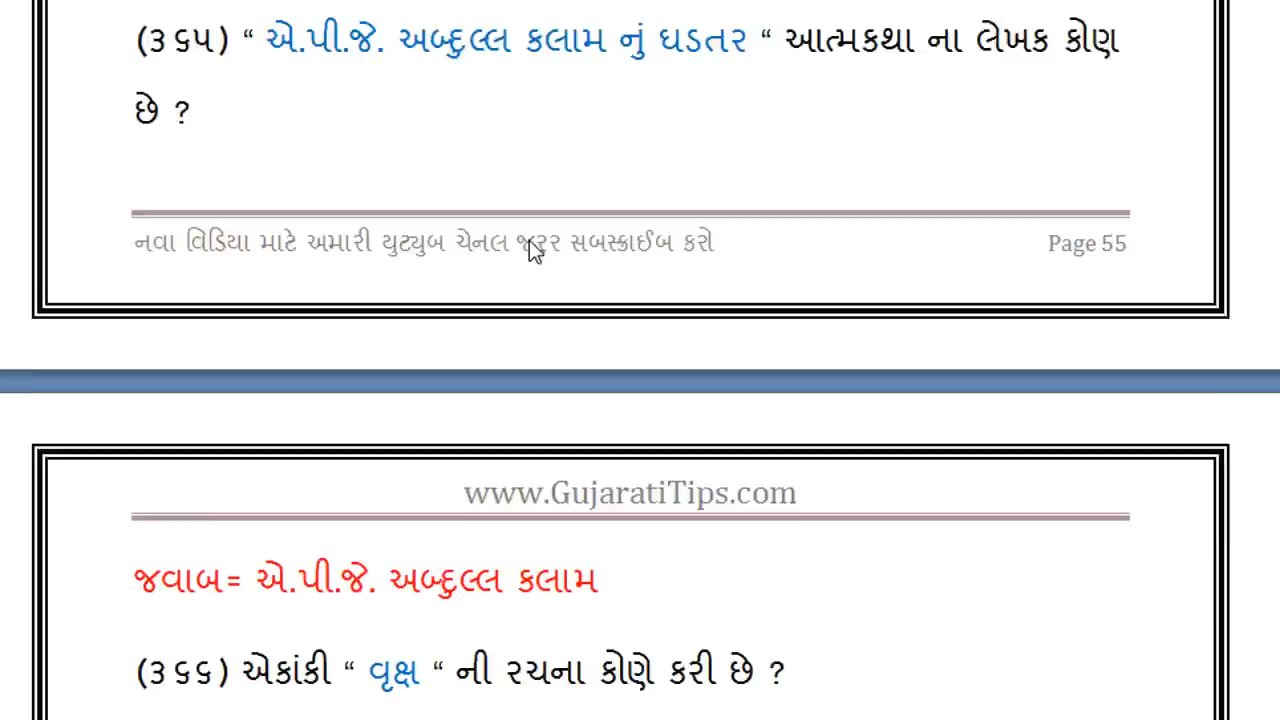 (૩૬૫) “ એ.પી.જે. અબ્દુલ્લ કલામ નું ઘડતર “ આત્મકથા ના લેખક કોણ
છે ?
નવા વિડિયા માટે અમારી યુટ્યુબ ચેનલ જરૂર સબસ્ક્રાઈબ કરો Page 55
www.GujaratiTips.com
જવાબ= એ.પી.જે. અબ્દુલ્લ કલામ
(૩૬૬) એકાંકી “ વૃક્ષ “ ની રચના કોણે કરી છે ?